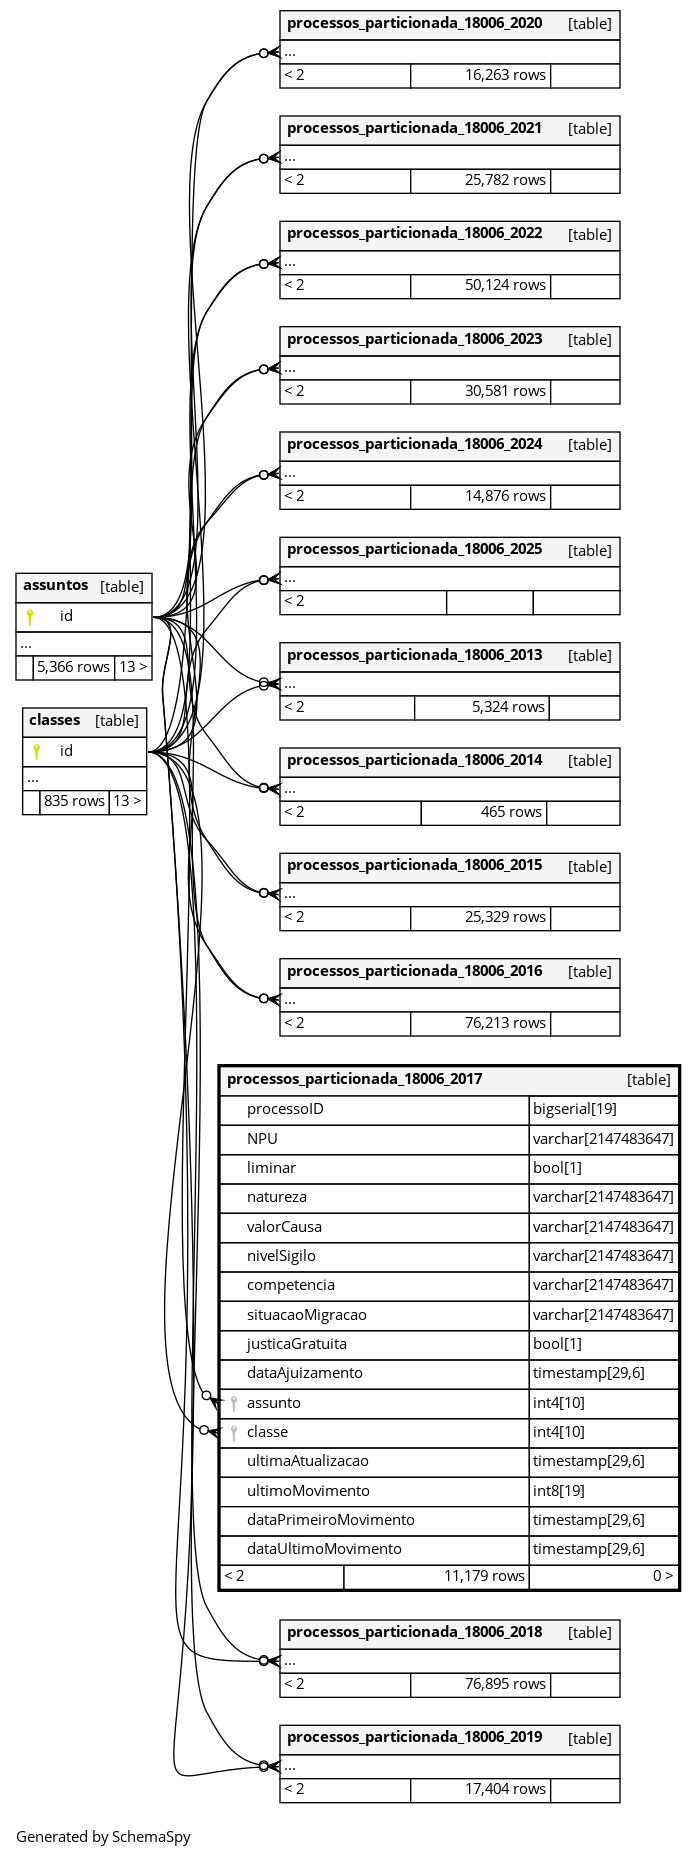 processos_particionada_18006_2020 [table]
...
< 2 16,263 rows
processos_particionada_18006_2021 [table]
...
< 2 25,782 rows
processos_particionada_18006_2022 [table]
...
< 2 50,124 rows
processos_particionada_18006_2023 [table]
...
< 2 30,581 rows
processos_particionada_18006_2024 [table]
...
< 2 14,876 rows
processos_particionada_18006_2025 [table]
...
< 2
assuntos [table]
id
...
5,366 rows 13 >
processos_particionada_18006_2013 [table]
...
< 2 5,324 rows
classes [table]
id
...
835 rows 13 >
processos_particionada_18006_2014 [table]
...
< 2 465 rows
processos_particionada_18006_2015 [table]
...
< 2 25,329 rows
processos_particionada_18006_2016 [table]
...
< 2 76,213 rows
processos_particionada_18006_2017 [table]
processoID bigserial[19]
NPU varchar[2147483647]
liminar bool[1]
natureza varchar[2147483647]
valorCausa varchar[2147483647]
nivelSigilo varchar[2147483647]
competencia varchar[2147483647]
situacaoMigracao varchar[2147483647]
justicaGratuita bool[1]
dataAjuizamento timestamp[29,6]
assunto int4[10]
classe int4[10]
ultimaAtualizacao timestamp[29,6]
ultimoMovimento int8[19]
dataPrimeiroMovimento timestamp[29,6]
dataUltimoMovimento timestamp[29,6]
< 2 11,179 rows 0 >
processos_particionada_18006_2018 [table]
...
< 2 76,895 rows
processos_particionada_18006_2019 [table]
...
< 2 17,404 rows
Generated by SchemaSpy